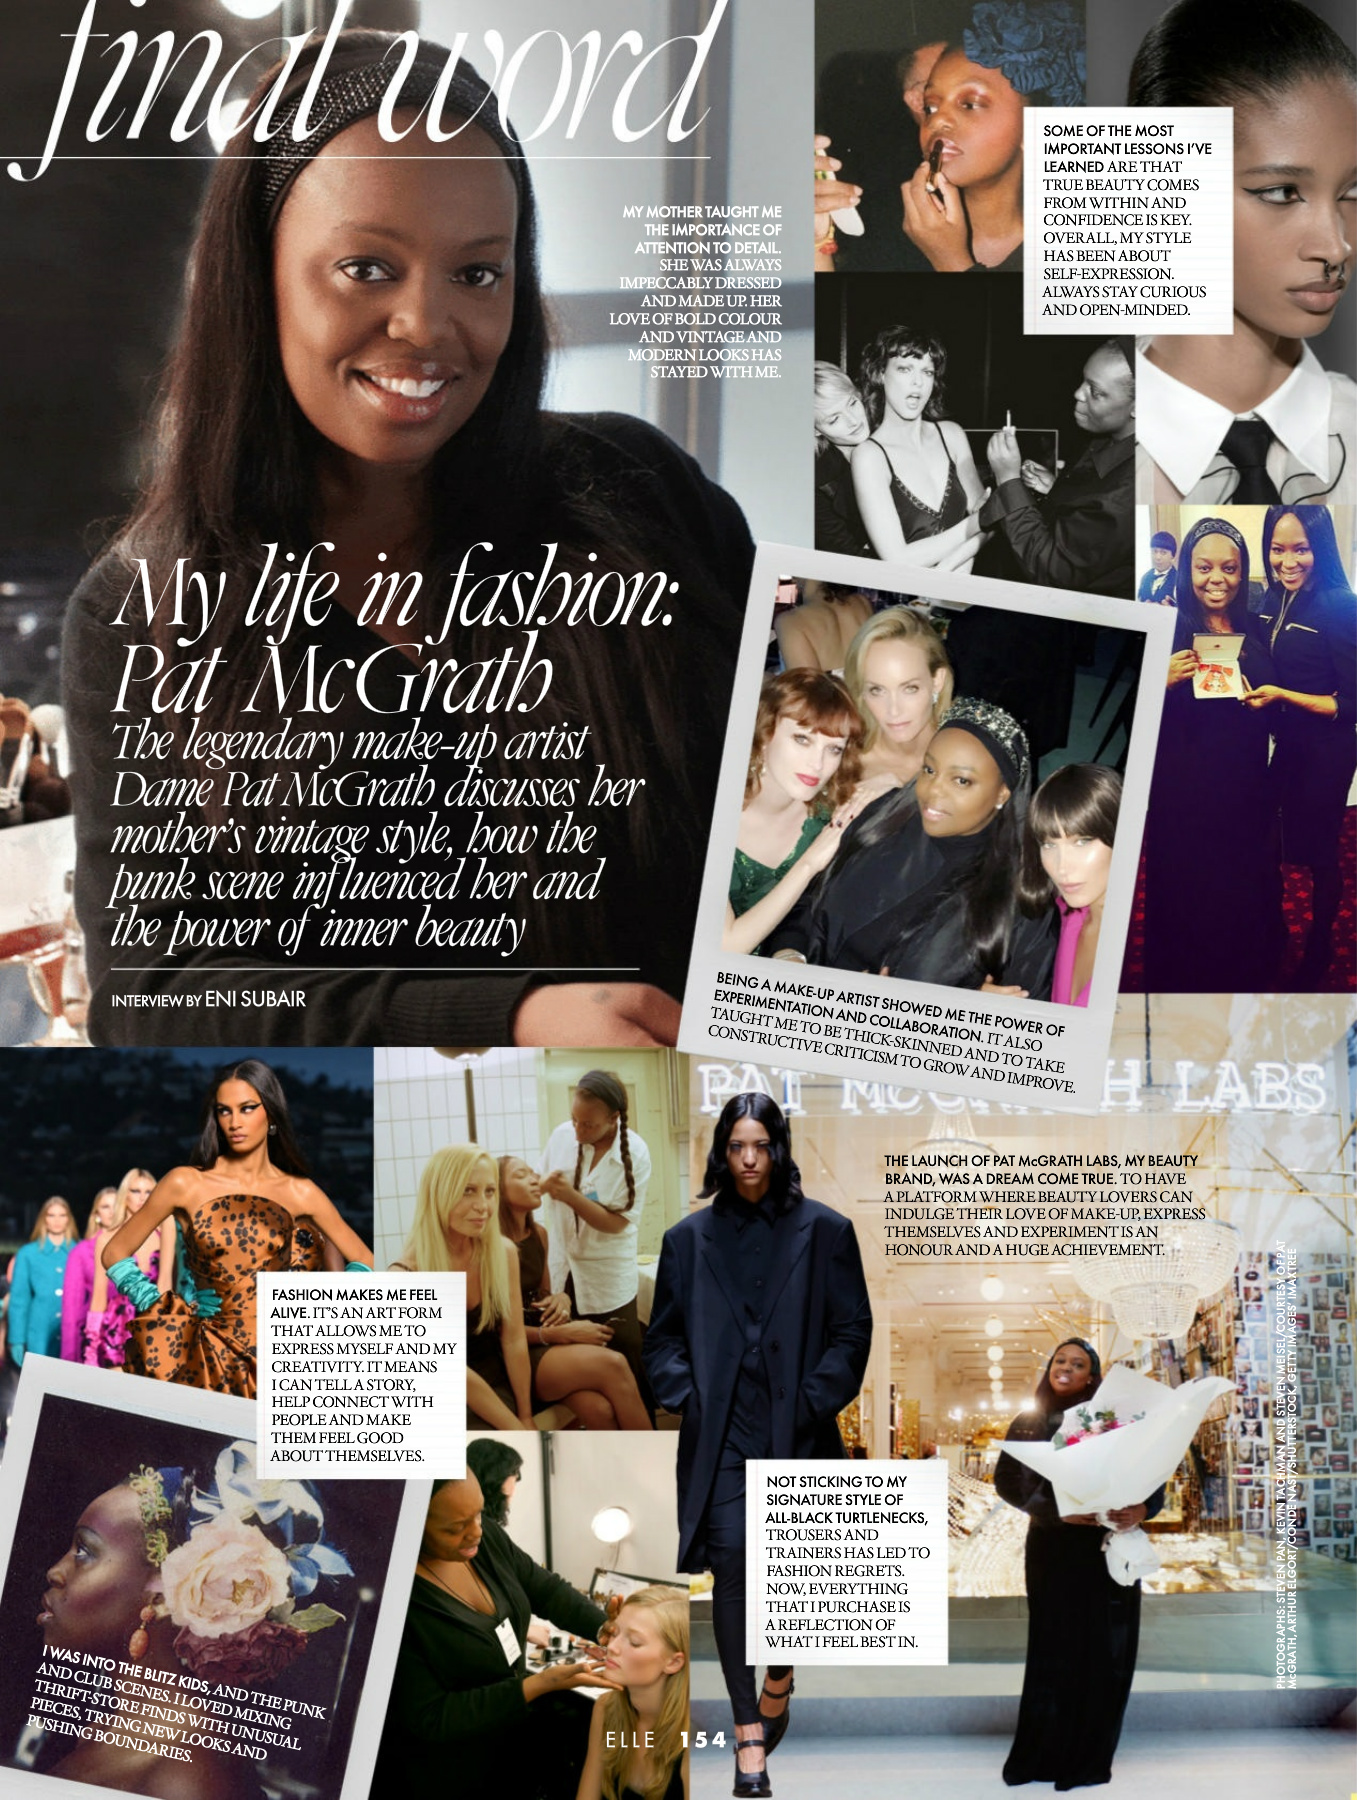 final word
MY MOTHER TAUGHT ME
THE IMPORTANCE OF
ATTENTION TO DETAIL.
SHE WAS ALWAYS
IMPECCABLY DRESSED
AND MADE UP. HER
LOVE OF BOLD COLOUR
AND VINTAGE AND
MODERN LOOKS HAS
STAYED WITH ME.
SOME OF THE MOST
IMPORTANT LESSONS I'VE
LEARNED ARE THAT
TRUE BEAUTY COMES
FROM WITHIN AND
CONFIDENCE IS KEY.
OVERALL, MY STYLE
HAS BEEN ABOUT
SELF-EXPRESSION.
ALWAYS STAY CURIOUS
AND OPEN-MINDED.
My life in fashion:
Pat McGrath
The legendary make-up artist
Dame Pat McGrath discusses her
mother's vintage style, how the
punk scene influenced her and
the power of inner beauty
INTERVIEW BY ENI SUBAIR
BEING A MAKE-UP ARTIST SHOWED ME THE POWER OF
EXPERIMENTATION AND COLLABORATION. IT ALSO
TAUGHT ME TO BE THICK-SKINNED AND TO TAKE
CONSTRUCTIVE CRITICISM TO GROW AND IMPROVE.
PAT McGRATH LABS
THE LAUNCH OF PAT McGRATH LABS, MY BEAUTY
BRAND, WAS A DREAM COME TRUE. TO HAVE
A PLATFORM WHERE BEAUTY LOVERS CAN
INDULGE THEIR LOVE OF MAKE-UP, EXPRESS
THEMSELVES AND EXPERIMENT IS AN
HONOUR AND A HUGE ACHIEVEMENT.
FASHION MAKES ME FEEL
ALIVE. IT'S AN ART FORM
THAT ALLOWS ME TO
EXPRESS MYSELF AND MY
CREATIVITY. IT MEANS
I CAN TELL A STORY,
HELP CONNECT WITH
PEOPLE AND MAKE
THEM FEEL GOOD
ABOUT THEMSELVES.
NOT STICKING TO MY
SIGNATURE STYLE OF
ALL-BLACK TURTLENECKS,
TROUSERS AND
TRAINERS HAS LED TO
FASHION REGRETS.
NOW, EVERYTHING
THAT I PURCHASE IS
A REFLECTION OF
WHAT I FEEL BEST IN.
I WAS INTO THE BLITZ KIDS, AND THE PUNK
AND CLUB SCENES. I LOVED MIXING
THRIFT-STORE FINDS WITH UNUSUAL
PIECES, TRYING NEW LOOKS AND
PUSHING BOUNDARIES.
PHOTOGRAPHS: STEVEN PAN, KEVIN TACHMAN AND STEVEN MEISEL/COURTESY OF PAT
McGRATH, ARTHUR ELGORT/CONDE NAST/SHUTTERSTOCK, GETTY IMAGES' IMAXTREE
ELLE 154